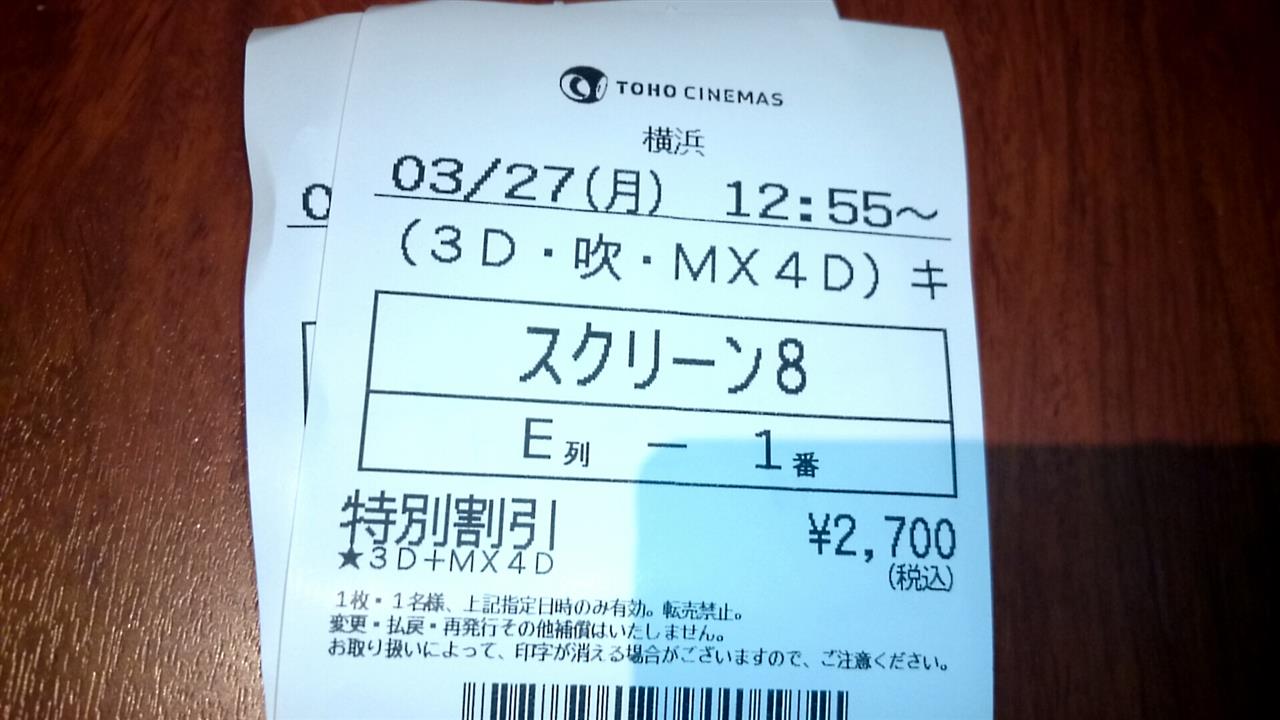 TOHO CINEMAS
横浜
03/27(月) 12:55～
(3D・吹・MX4D)キ
スクリーン8
E列 ー 1番
特別割引 ¥2,700
★3D+MX4D (税込)
1枚・1名様、上記指定日時のみ有効。転売禁止。
変更・払戻・再発行その他補償はいたしません。
お取り扱いによって、印字が消える場合がございますので、ご注意ください。